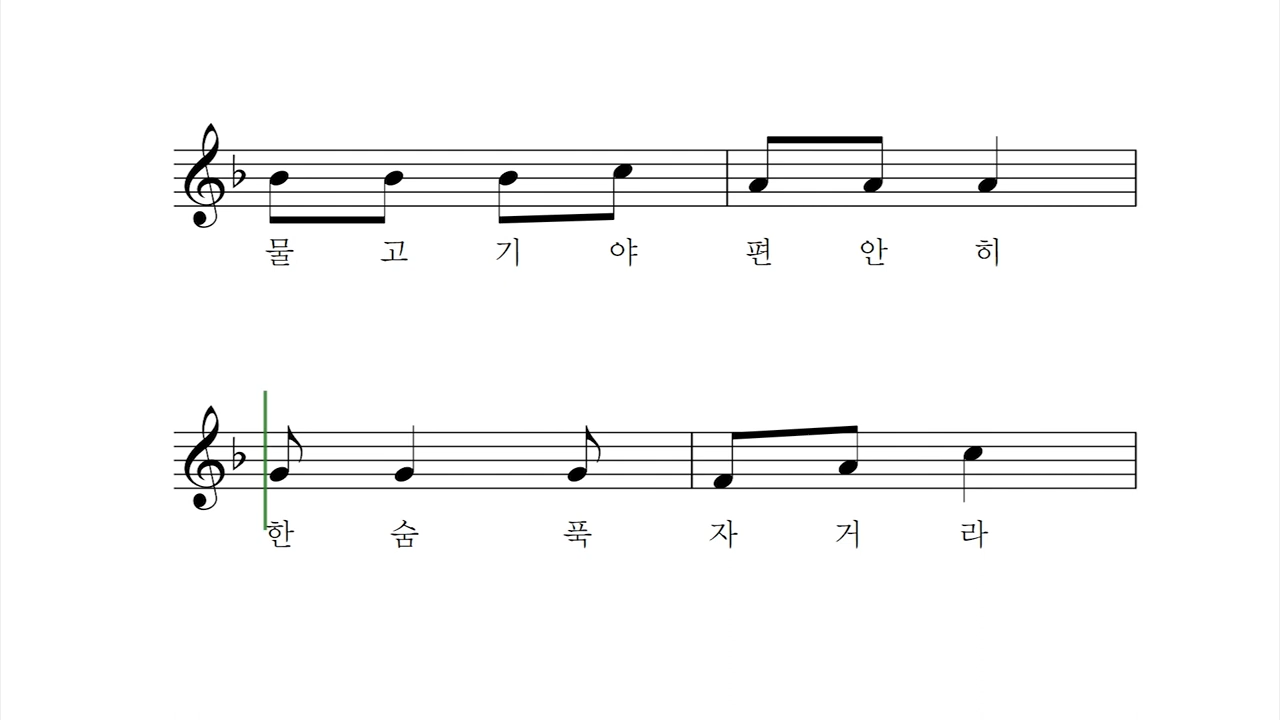 물 고 기 야 편 안 히
한 숨 푹 자 거 라